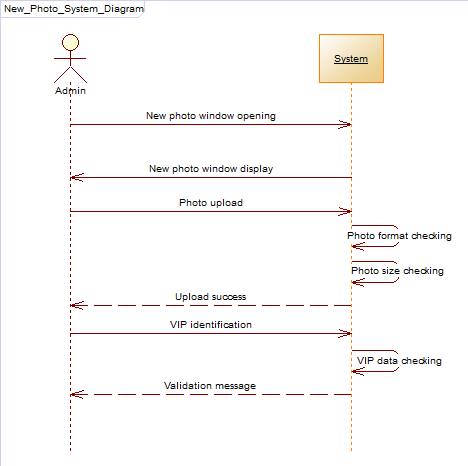 New_Photo_System_Diagram
System
Admin
New photo window opening
New photo window display
Photo upload
Photo format checking
Photo size checking
Upload success
VIP identification
VIP data checking
Validation message